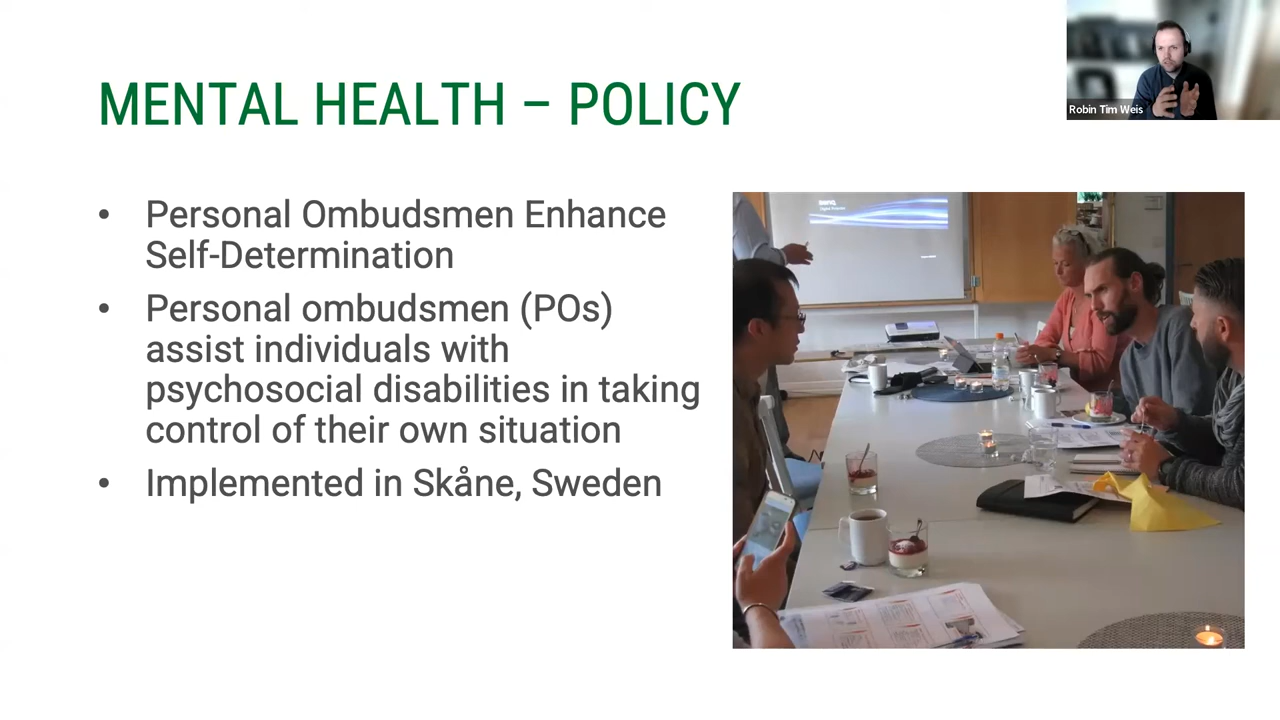 MENTAL HEALTH – POLICY
Robin Tim Weis
• Personal Ombudsmen Enhance
Self-Determination
• Personal ombudsmen (POs)
assist individuals with
psychosocial disabilities in taking
control of their own situation
• Implemented in Skåne, Sweden